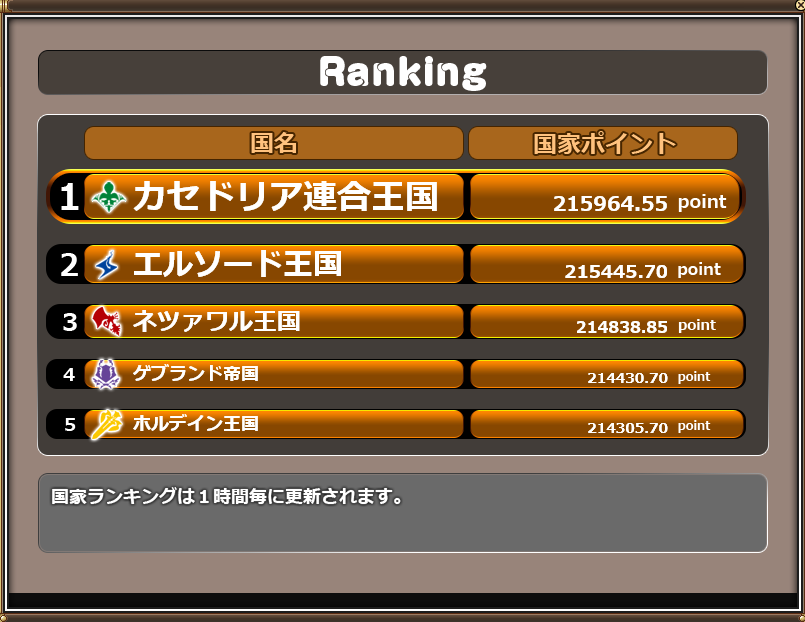 Ranking
国名 国家ポイント
1 カセドリア連合王国 215964.55 point
2 エルソード王国 215445.70 point
3 ネツァワル王国 214838.85 point
4 ゲブランド帝国 214430.70 point
5 ホルデイン王国 214305.70 point
国家ランキングは１時間毎に更新されます。